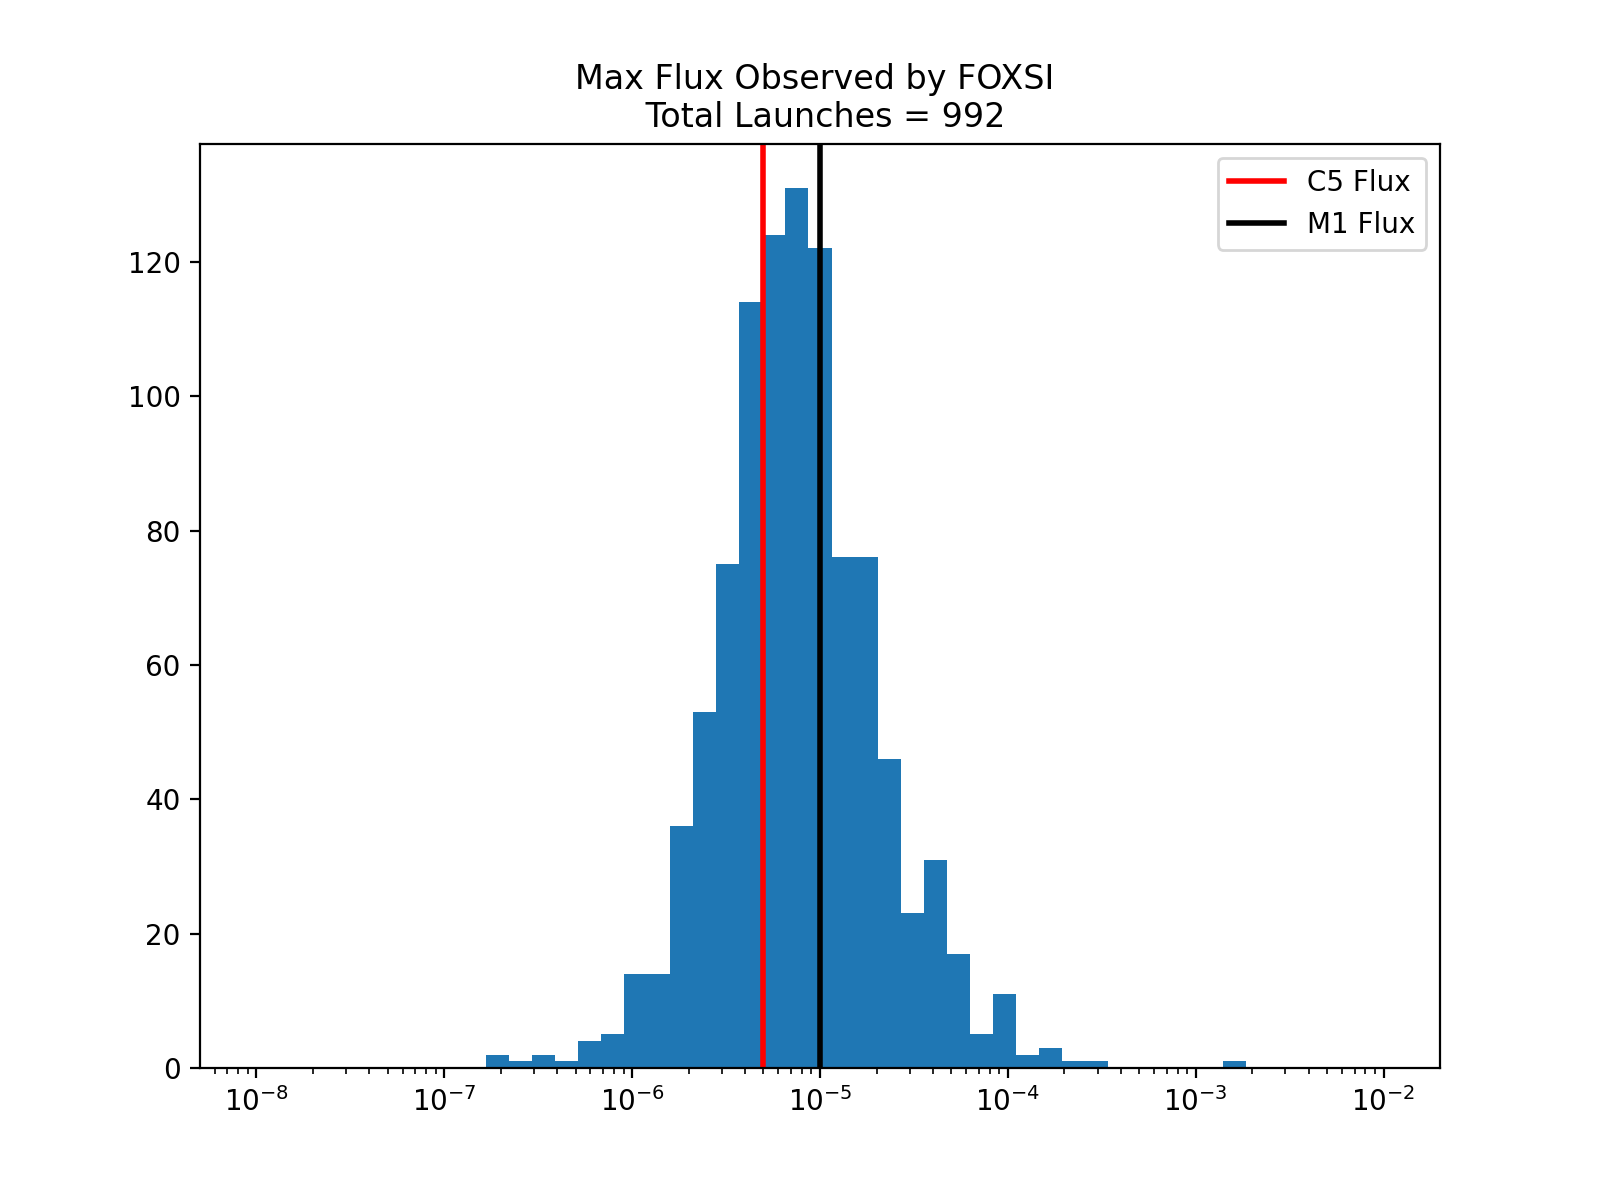 Max Flux Observed by FOXSI
Total Launches = 992
C5 Flux
M1 Flux
120
100
80
60
40
20
0
10⁻⁸ 10⁻⁷ 10⁻⁶ 10⁻⁵ 10⁻⁴ 10⁻³ 10⁻²